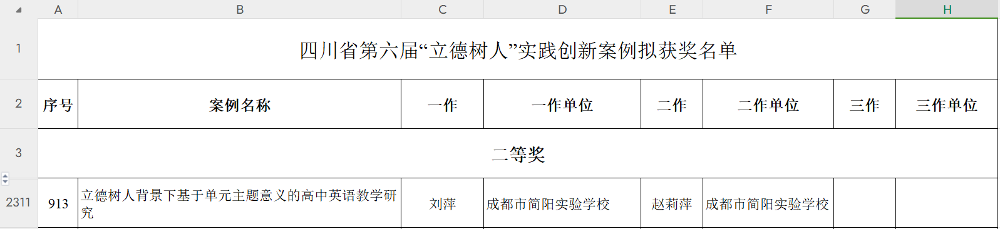 A B C D E F G H
1 四川省第六届“立德树人”实践创新案例拟获奖名单
2 序号 案例名称 一作 一作单位 二作 二作单位 三作 三作单位
3 二等奖
2311 913 立德树人背景下基于单元主题意义的高中英语教学研 刘萍 成都市简阳实验学校 赵莉萍 成都市简阳实验学校
究